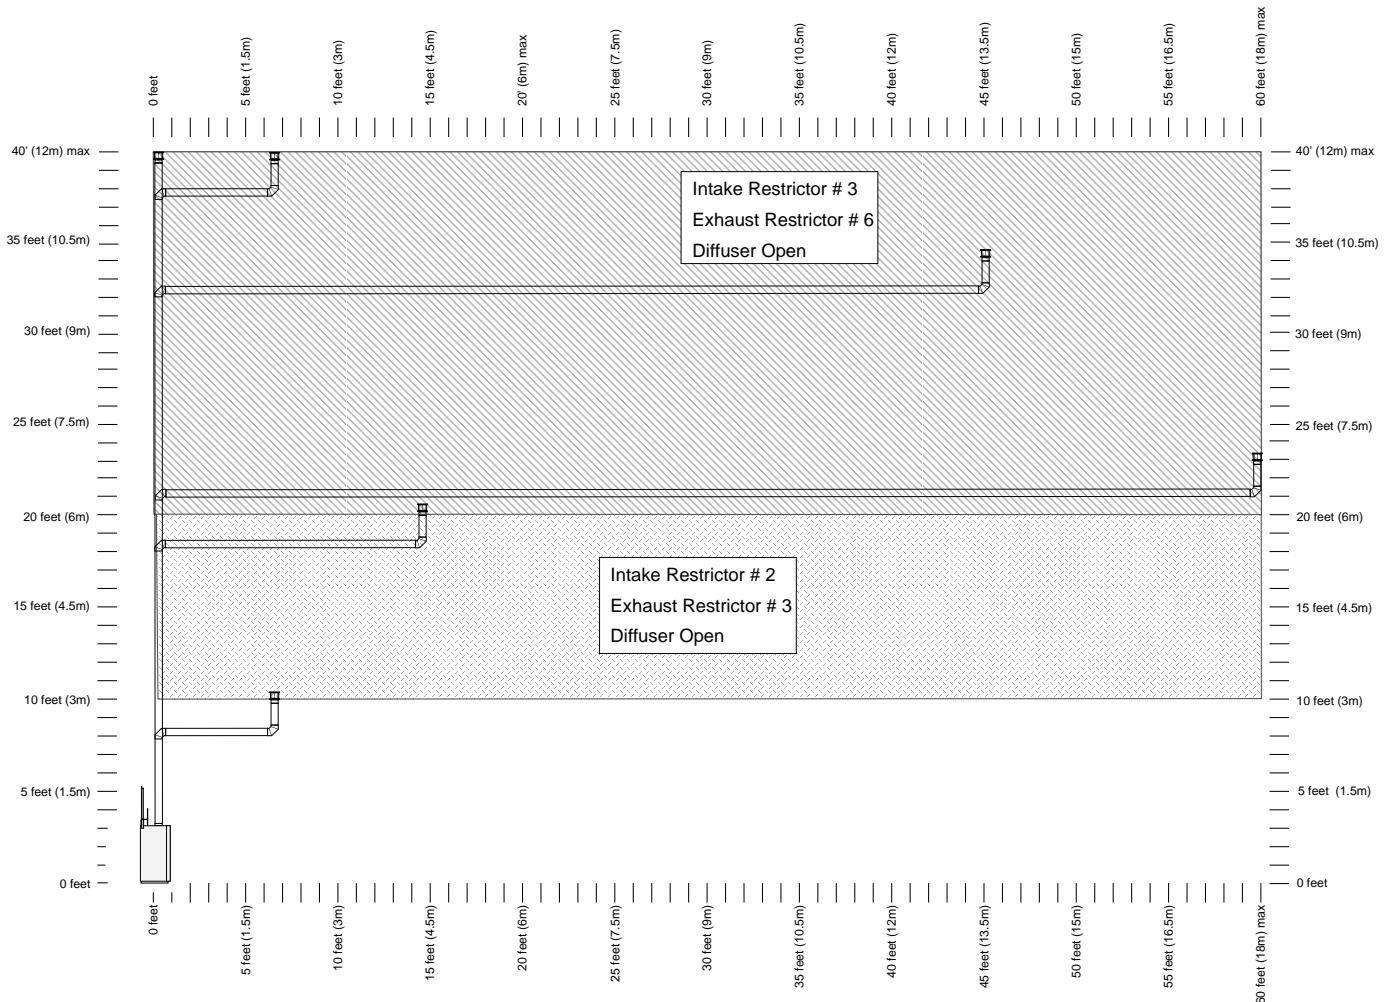 0 feet
5 feet (1.5m)
10 feet (3m)
15 feet (4.5m)
20' (6m) max
25 feet (7.5m)
30 feet (9m)
35 feet (10.5m)
40 feet (12m)
45 feet (13.5m)
50 feet (15m)
55 feet (16.5m)
60 feet (18m) max
40' (12m) max
35 feet (10.5m)
30 feet (9m)
25 feet (7.5m)
20 feet (6m)
15 feet (4.5m)
10 feet (3m)
5 feet (1.5m)
0 feet
Intake Restrictor # 3
Exhaust Restrictor # 6
Diffuser Open
Intake Restrictor # 2
Exhaust Restrictor # 3
Diffuser Open
40' (12m) max
35 feet (10.5m)
30 feet (9m)
25 feet (7.5m)
20 feet (6m)
15 feet (4.5m)
10 feet (3m)
5 feet (1.5m)
0 feet
0 feet
5 feet (1.5m)
10 feet (3m)
15 feet (4.5m)
20 feet (6m)
25 feet (7.5m)
30 feet (9m)
35 feet (10.5m)
40 feet (12m)
45 feet (13.5m)
50 feet (15m)
55 feet (16.5m)
60 feet (18m) max